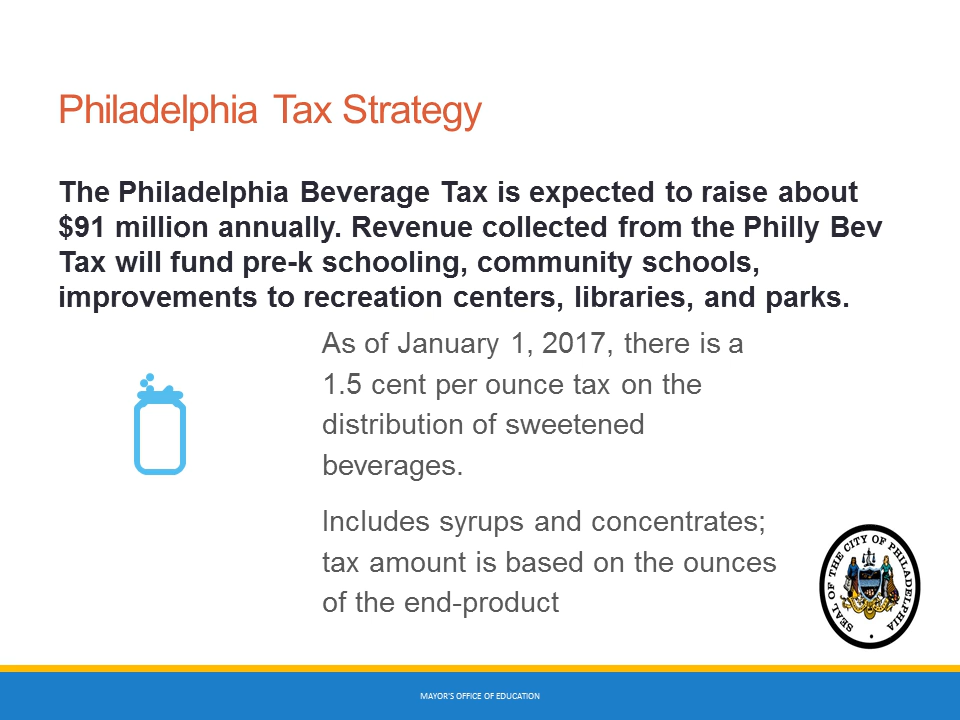 Philadelphia Tax Strategy
The Philadelphia Beverage Tax is expected to raise about
$91 million annually. Revenue collected from the Philly Bev
Tax will fund pre-k schooling, community schools,
improvements to recreation centers, libraries, and parks.
As of January 1, 2017, there is a
1.5 cent per ounce tax on the
distribution of sweetened
beverages.
Includes syrups and concentrates;
tax amount is based on the ounces
of the end-product
SEAL OF THE CITY OF PHILADELPHIA
MAYOR'S OFFICE OF EDUCATION